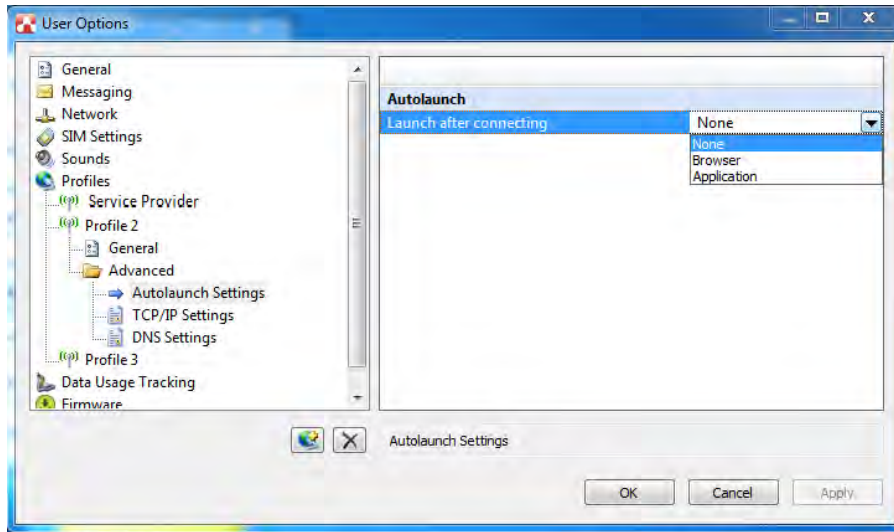 User Options
General
Messaging
Network
SIM Settings
Sounds
Profiles
Service Provider
Profile 2
General
Advanced
Autolaunch Settings
TCP/IP Settings
DNS Settings
Profile 3
Data Usage Tracking
Firmware
Autolaunch
Launch after connecting None
None
Browser
Application
Autolaunch Settings
OK Cancel Apply